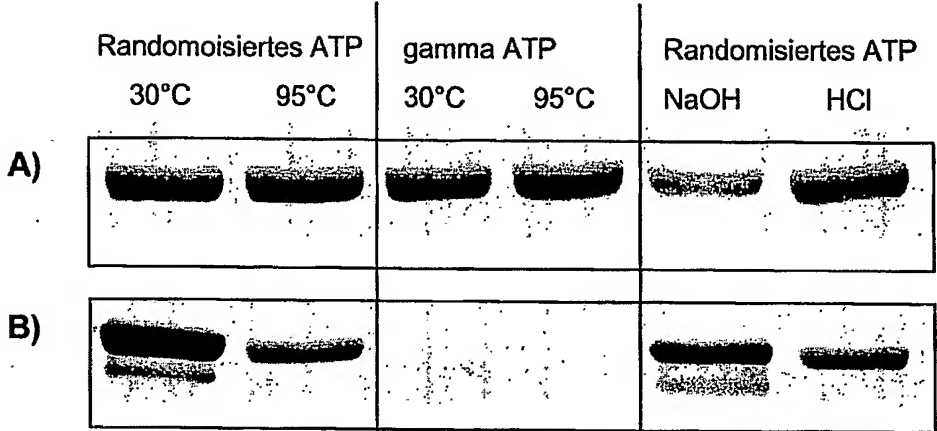 Randomoisiertes ATP gamma ATP Randomisiertes ATP
30°C 95°C 30°C 95°C NaOH HCl
A)
B)